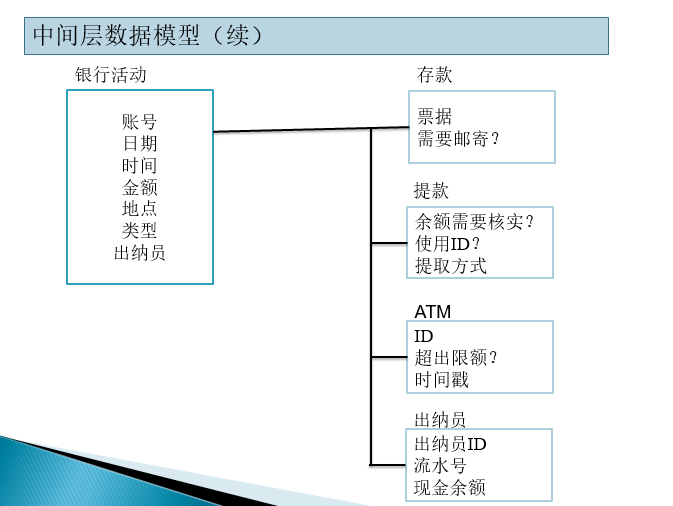 中间层数据模型（续）
银行活动
账号
日期
时间
金额
地点
类型
出纳员
存款
票据
需要邮寄？
提款
余额需要核实？
使用ID？
提取方式
ATM
ID
超出限额？
时间戳
出纳员
出纳员ID
流水号
现金余额